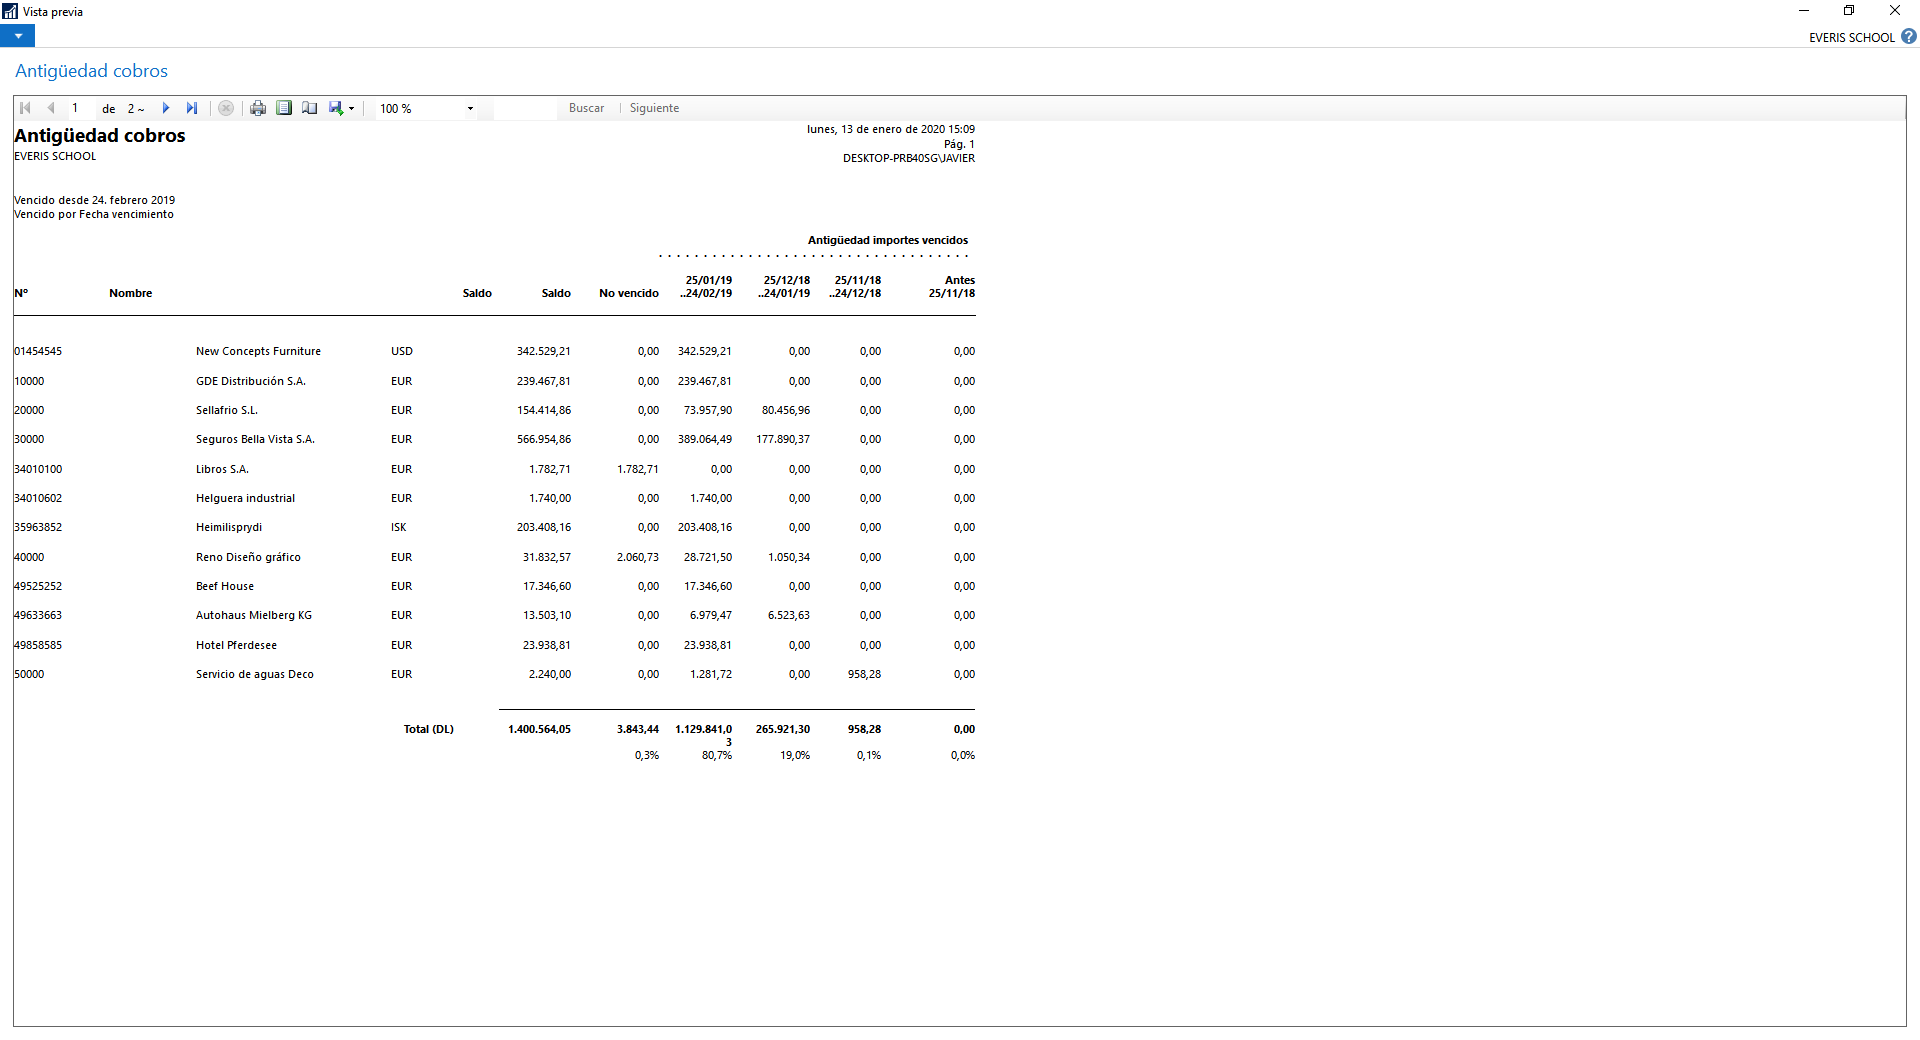 Vista previa
EVERIS SCHOOL ?
Antigüedad cobros
1 de 2 ~ 100 % Buscar Siguiente
Antigüedad cobros lunes, 13 de enero de 2020 15:09
EVERIS SCHOOL Pág. 1
DESKTOP-PRB40SG\JAVIER
Vencido desde 24. febrero 2019
Vencido por Fecha vencimiento
Antigüedad importes vencidos
25/01/19 25/12/18 25/11/18 Antes
Nº Nombre Saldo Saldo No vencido ..24/02/19 ..24/01/19 ..24/12/18 25/11/18
01454545 New Concepts Furniture USD 342.529,21 0,00 342.529,21 0,00 0,00 0,00
10000 GDE Distribución S.A. EUR 239.467,81 0,00 239.467,81 0,00 0,00 0,00
20000 Sellafrio S.L. EUR 154.414,86 0,00 73.957,90 80.456,96 0,00 0,00
30000 Seguros Bella Vista S.A. EUR 566.954,86 0,00 389.064,49 177.890,37 0,00 0,00
34010100 Libros S.A. EUR 1.782,71 1.782,71 0,00 0,00 0,00 0,00
34010602 Helguera industrial EUR 1.740,00 0,00 1.740,00 0,00 0,00 0,00
35963852 Heimilisprydi ISK 203.408,16 0,00 203.408,16 0,00 0,00 0,00
40000 Reno Diseño gráfico EUR 31.832,57 2.060,73 28.721,50 1.050,34 0,00 0,00
49525252 Beef House EUR 17.346,60 0,00 17.346,60 0,00 0,00 0,00
49633663 Autohaus Mielberg KG EUR 13.503,10 0,00 6.979,47 6.523,63 0,00 0,00
49858585 Hotel Pferdesee EUR 23.938,81 0,00 23.938,81 0,00 0,00 0,00
50000 Servicio de aguas Deco EUR 2.240,00 0,00 1.281,72 0,00 958,28 0,00
Total (DL) 1.400.564,05 3.843,44 1.129.841,0 265.921,30 958,28 0,00
3
0,3% 80,7% 19,0% 0,1% 0,0%